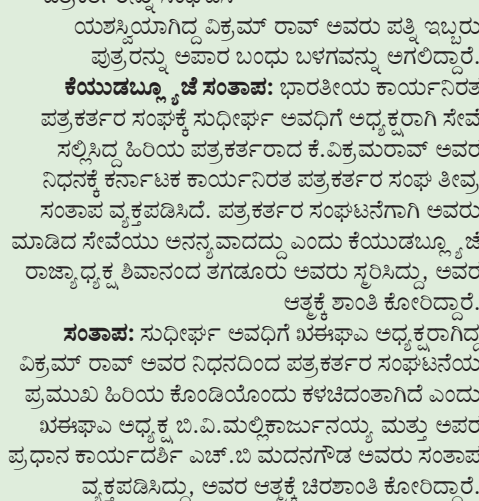 ಯಶಸ್ವಿಯಾಗಿದ್ದ ವಿಕ್ರಮ್ ರಾವ್ ಅವರು ಪತ್ನಿ ಇಬ್ಬರು
ಪುತ್ರರನ್ನು ಅಪಾರ ಬಂಧು ಬಳಗವನ್ನು ಅಗಲಿದ್ದಾರೆ.
ಕೆಯುಡಬ್ಲ್ಯೂಜೆ ಸಂತಾಪ: ಭಾರತೀಯ ಕಾರ್ಯನಿರತ
ಪತ್ರಕರ್ತರ ಸಂಘಕ್ಕೆ ಸುಧೀರ್ಘ ಅವಧಿಗೆ ಅಧ್ಯಕ್ಷರಾಗಿ ಸೇವೆ
ಸಲ್ಲಿಸಿದ್ದ ಹಿರಿಯ ಪತ್ರಕರ್ತರಾದ ಕೆ.ವಿಕ್ರಮರಾವ್ ಅವರ
ನಿಧನಕ್ಕೆ ಕರ್ನಾಟಕ ಕಾರ್ಯನಿರತ ಪತ್ರಕರ್ತರ ಸಂಘ ತೀವ್ರ
ಸಂತಾಪ ವ್ಯಕ್ತಪಡಿಸಿದೆ. ಪತ್ರಕರ್ತರ ಸಂಘಟನೆಗಾಗಿ ಅವರು
ಮಾಡಿದ ಸೇವೆಯು ಅನನ್ಯವಾದದ್ದು ಎಂದು ಕೆಯುಡಬ್ಲ್ಯೂಜೆ
ರಾಜ್ಯಾಧ್ಯಕ್ಷ ಶಿವಾನಂದ ತಗಡೂರು ಅವರು ಸ್ಮರಿಸಿದ್ದು, ಅವರ
ಆತ್ಮಕ್ಕೆ ಶಾಂತಿ ಕೋರಿದ್ದಾರೆ.
ಸಂತಾಪ: ಸುಧೀರ್ಘ ಅವಧಿಗೆ ಖಈಘಎ ಅಧ್ಯಕ್ಷರಾಗಿದ್ದ
ವಿಕ್ರಮ್ ರಾವ್ ಅವರ ನಿಧನದಿಂದ ಪತ್ರಕರ್ತರ ಸಂಘಟನೆಯ
ಪ್ರಮುಖ ಹಿರಿಯ ಕೊಂಡಿಯೊಂದು ಕಳಚಿದಂತಾಗಿದೆ ಎಂದು
ಖಈಘಎ ಅಧ್ಯಕ್ಷ ಬಿ.ವಿ.ಮಲ್ಲಿಕಾರ್ಜುನಯ್ಯ ಮತ್ತು ಅಪರ
ಪ್ರಧಾನ ಕಾರ್ಯದರ್ಶಿ ಎಚ್.ಬಿ ಮದನಗೌಡ ಅವರು ಸಂತಾಪ
ವ್ಯಕ್ತಪಡಿಸಿದ್ದು, ಅವರ ಆತ್ಮಕ್ಕೆ ಚಿರಶಾಂತಿ ಕೋರಿದ್ದಾರೆ.